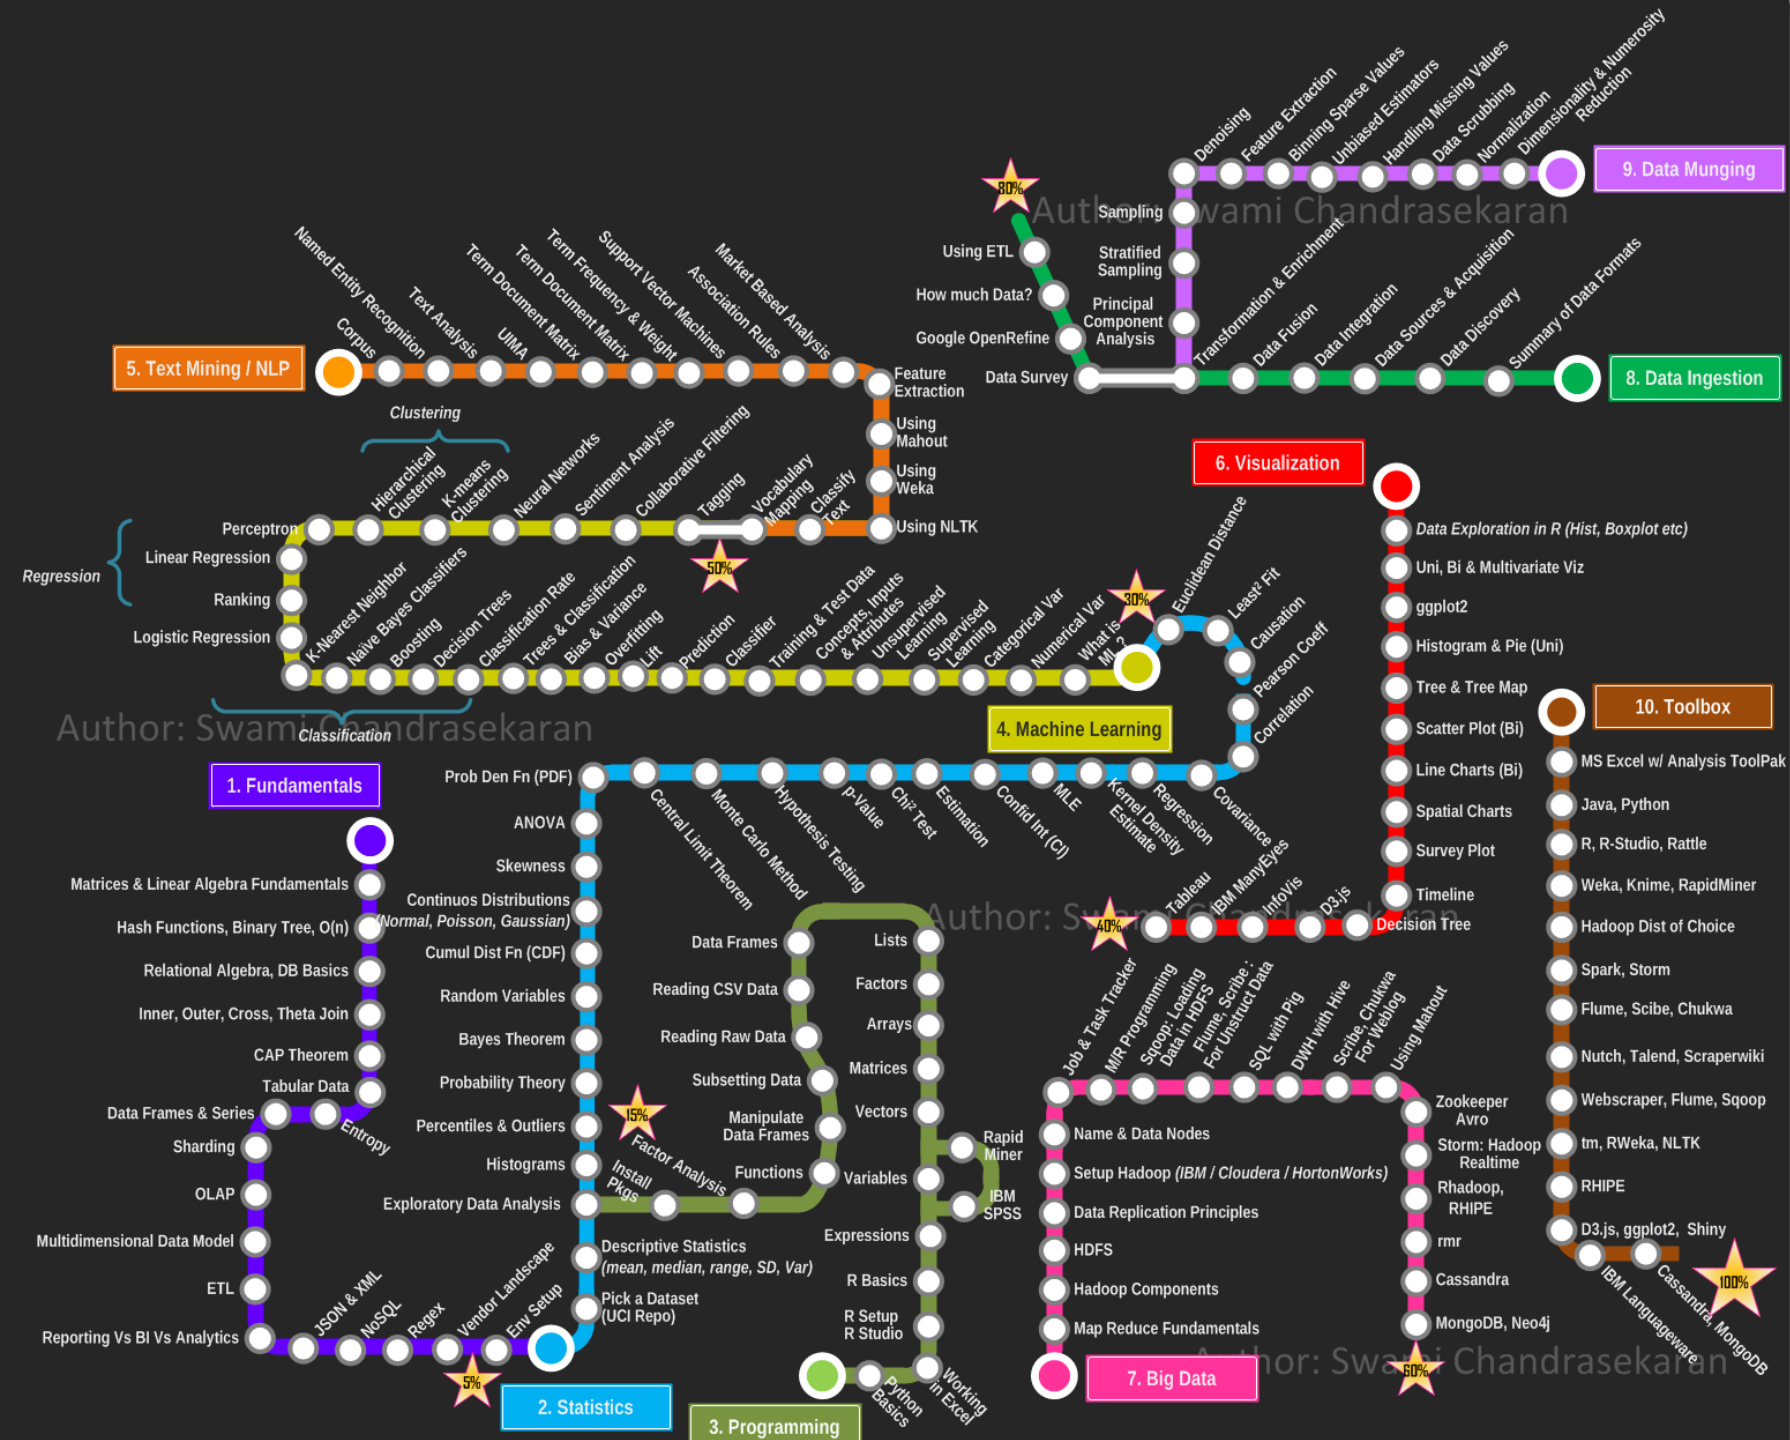 Denoising
Feature Extraction
Binning Sparse Values
Unbiased Estimators
Handling Missing Values
Data Scrubbing
Normalization
Dimensionality & Numerosity
Reduction
9. Data Munging
80%
Author: Swami Chandrasekaran
Sampling
Stratified
Sampling
Principal
Component
Analysis
Using ETL
How much Data?
Google OpenRefine
Data Survey
Transformation & Enrichment
Data Fusion
Data Integration
Data Sources & Acquisition
Data Discovery
Summary of Data Formats
8. Data Ingestion
5. Text Mining / NLP
Corpus
Named Entity Recognition
Text Analysis
UIMA
Term Document Matrix
Term Document Matrix
Term Frequency & Weight
Support Vector Machines
Association Rules
Market Based Analysis
Feature
Extraction
Using
Mahout
Using
Weka
Using NLTK
Classify
Text
Vocabulary
Mapping
50%
Tagging
Collaborative Filtering
Sentiment Analysis
Neural Networks
K-means
Clustering
Hierarchical
Clustering
Clustering
Perceptron
Linear Regression
Ranking
Logistic Regression
Regression
K-Nearest Neighbor
Naïve Bayes Classifiers
Boosting
Decision Trees
Classification Rate
Trees & Classification
Bias & Variance
Overfitting
Lift
Prediction
Classifier
Training & Test Data
Concepts, Inputs
& Attributes
Unsupervised
Learning
Supervised
Learning
Categorical Var
Numerical Var
What is
ML?
30%
Classification
Author: Swami Chandrasekaran
4. Machine Learning
Euclidean Distance
Least² Fit
Causation
Pearson Coeff
Correlation
Covariance
Regression
Kernel Density
Estimate
MLE
Confid Int (CI)
Estimation
Chi² Test
p-Value
Hypothesis Testing
Monte Carlo Method
Central Limit Theorem
Prob Den Fn (PDF)
ANOVA
Skewness
Continuos Distributions
(Normal, Poisson, Gaussian)
Cumul Dist Fn (CDF)
Random Variables
Bayes Theorem
Probability Theory
Percentiles & Outliers
Histograms
Exploratory Data Analysis
Descriptive Statistics
(mean, median, range, SD, Var)
Pick a Dataset
(UCI Repo)
2. Statistics
1. Fundamentals
Matrices & Linear Algebra Fundamentals
Hash Functions, Binary Tree, O(n)
Relational Algebra, DB Basics
Inner, Outer, Cross, Theta Join
CAP Theorem
Tabular Data
Entropy
Data Frames & Series
Sharding
OLAP
Multidimensional Data Model
ETL
Reporting Vs BI Vs Analytics
JSON & XML
NoSQL
Regex
Vendor Landscape
Env Setup
5%
15%
Install
Pkgs
Factor Analysis
Functions
Manipulate
Data Frames
Subsetting Data
Reading Raw Data
Reading CSV Data
Data Frames
Lists
Factors
Arrays
Matrices
Vectors
Variables
Rapid
Miner
IBM
SPSS
Expressions
R Basics
R Setup
R Studio
Working
in Excel
Python
Basics
3. Programming
6. Visualization
Data Exploration in R (Hist, Boxplot etc)
Uni, Bi & Multivariate Viz
ggplot2
Histogram & Pie (Uni)
Tree & Tree Map
Scatter Plot (Bi)
Line Charts (Bi)
Spatial Charts
Survey Plot
Timeline
Decision Tree
D3.js
InfoVis
IBM ManyEyes
Tableau
40%
Author: Swami Chandrasekaran
Job & Task Tracker
M/R Programming
Sqoop: Loading
Data in HDFS
Flume, Scribe :
For Unstruct Data
SQL with Pig
DWH with Hive
Scribe, Chukwa
For Weblog
Using Mahout
Name & Data Nodes
Setup Hadoop (IBM / Cloudera / HortonWorks)
Data Replication Principles
HDFS
Hadoop Components
Map Reduce Fundamentals
7. Big Data
Zookeeper
Avro
Storm: Hadoop
Realtime
Rhadoop,
RHIPE
rmr
Cassandra
MongoDB, Neo4j
60%
Author: Swami Chandrasekaran
10. Toolbox
MS Excel w/ Analysis ToolPak
Java, Python
R, R-Studio, Rattle
Weka, Knime, RapidMiner
Hadoop Dist of Choice
Spark, Storm
Flume, Scibe, Chukwa
Nutch, Talend, Scraperwiki
Webscraper, Flume, Sqoop
tm, RWeka, NLTK
RHIPE
D3.js, ggplot2, Shiny
IBM Languageware
Cassandra, MongoDB
100%